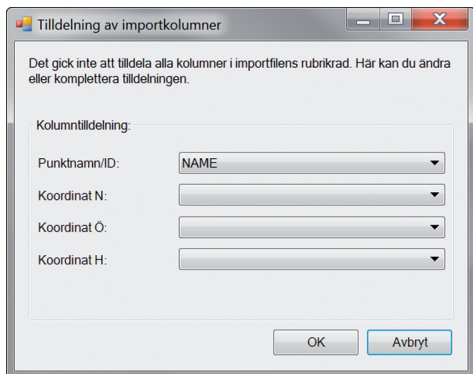 Tilldelning av importkolumner
Det gick inte att tilldela alla kolumner i importfilens rubrikrad. Här kan du ändra
eller komplettera tilldelningen.
Kolumntilldelning:
Punktnamn/ID: NAME
Koordinat N:
Koordinat Ö:
Koordinat H:
OK Avbryt